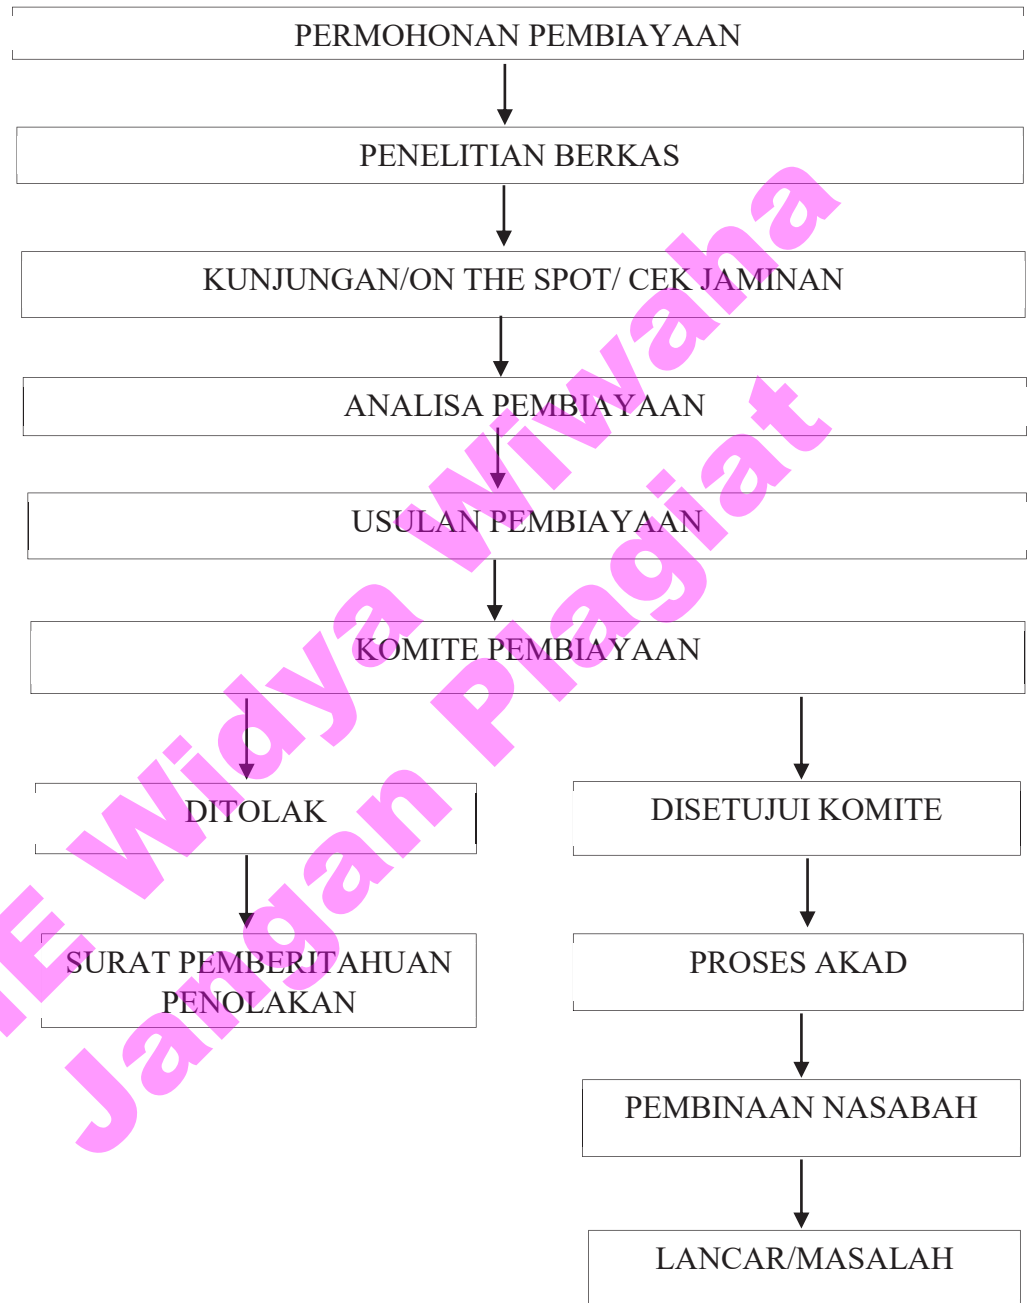 PERMOHONAN PEMBIAYAAN
PENELITIAN BERKAS
KUNJUNGAN/ON THE SPOT/ CEK JAMINAN
ANALISA PEMBIAYAAN
USULAN PEMBIAYAAN
KOMITE PEMBIAYAAN
DITOLAK
DISETUJUI KOMITE
SURAT PEMBERITAHUAN
PENOLAKAN
PROSES AKAD
PEMBINAAN NASABAH
LANCAR/MASALAH
Widya Wiwaha
Jangan Plagiat